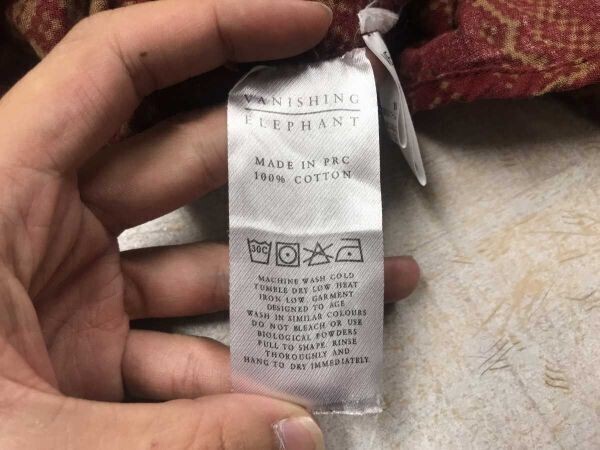 VANISHING
ELEPHANT
MADE IN PRC
100% COTTON
30C
MACHINE WASH COLD
TUMBLE DRY LOW HEAT
IRON LOW. GARMENT
DESIGNED TO AGE
WASH IN SIMILAR COLOURS
DO NOT BLEACH OR USE
BIOLOGICAL POWDERS
PULL TO SHAPE. RINSE
THOROUGHLY AND
HANG TO DRY IMMEDIATELY